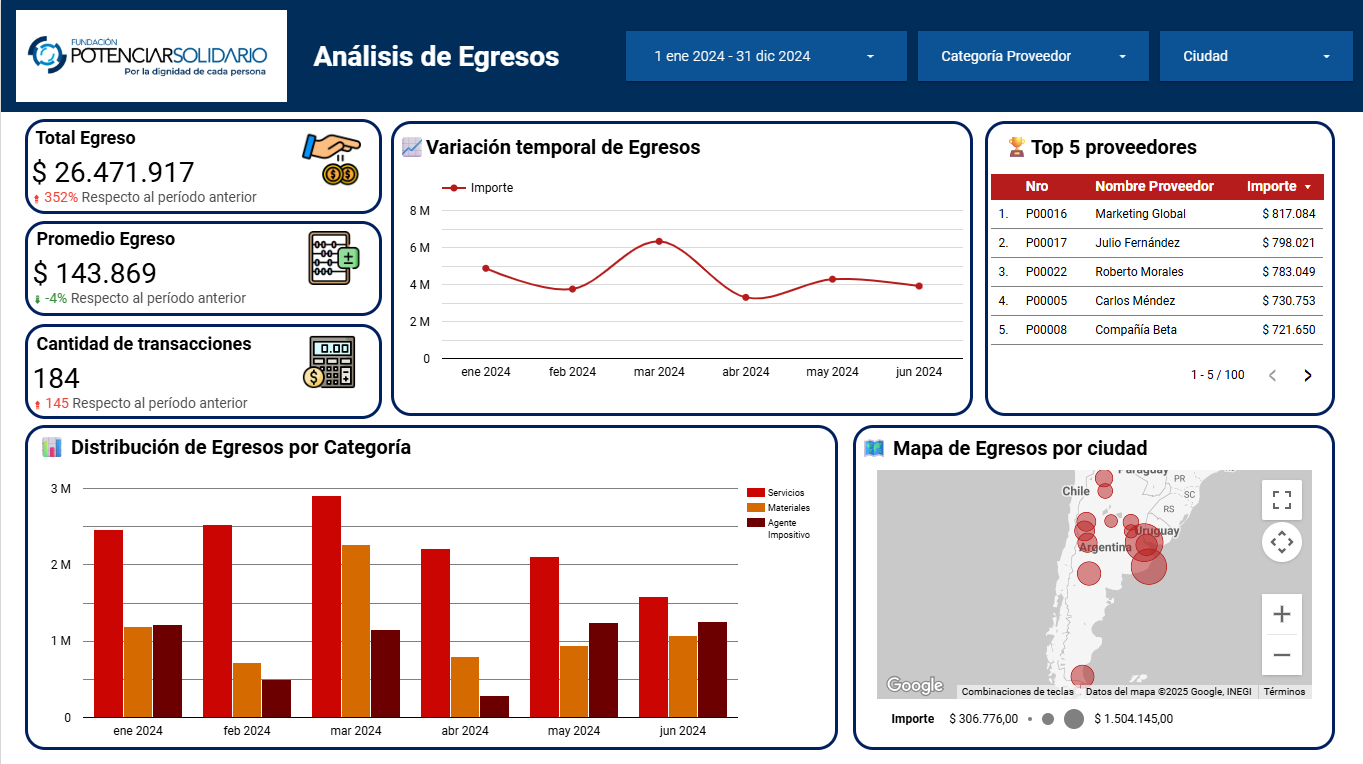 FUNDACIÓN
POTENCIARSOLIDARIO
Por la dignidad de cada persona
Análisis de Egresos
1 ene 2024 - 31 dic 2024
Categoría Proveedor
Ciudad
Total Egreso
$ 26.471.917
352% Respecto al período anterior
Promedio Egreso
$ 143.869
-4% Respecto al período anterior
Cantidad de transacciones
0.00
184
145 Respecto al período anterior
Variación temporal de Egresos
Importe
8 M
6 M
4 M
2 M
0
ene 2024 feb 2024 mar 2024 abr 2024 may 2024 jun 2024
Top 5 proveedores
Nro Nombre Proveedor Importe
1. P00016 Marketing Global $ 817.084
2. P00017 Julio Fernández $ 798.021
3. P00022 Roberto Morales $ 783.049
4. P00005 Carlos Méndez $ 730.753
5. P00008 Compañía Beta $ 721.650
1 - 5 / 100
Distribución de Egresos por Categoría
3 M
2 M
1 M
0
ene 2024 feb 2024 mar 2024 abr 2024 may 2024 jun 2024
Servicios
Materiales
Agente
Impositivo
Mapa de Egresos por ciudad
Paraguay
PR
Chile
SC
RS
Uruguay
Argentina
Google
Combinaciones de teclas Datos del mapa ©2025 Google, INEGI Términos
Importe $ 306.776,00 $ 1.504.145,00